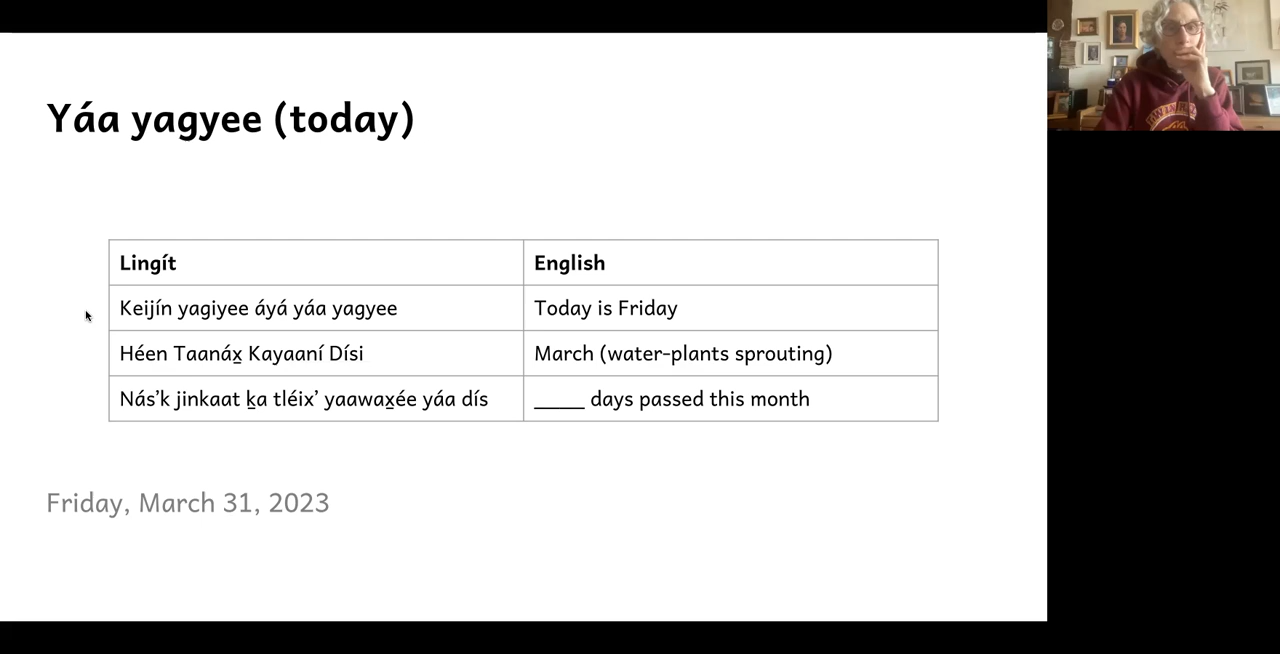 Yáa yagyee (today)
Lingít English
Keijín yagiyee áyá yáa yagyee Today is Friday
Héen Taanáx̱ Kayaaní Dísi March (water-plants sprouting)
Nás’k jinkaat ḵa tléix’ yaawax̱ée yáa dís _____ days passed this month
Friday, March 31, 2023